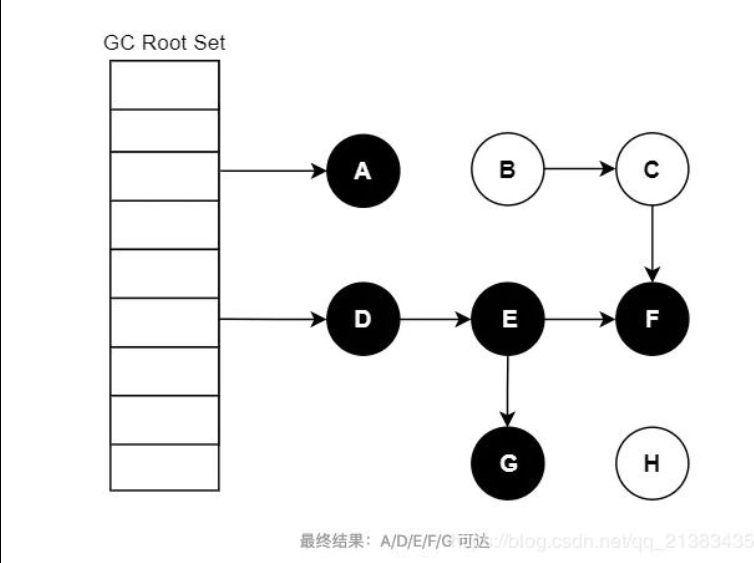 GC Root Set
A
B
C
D
E
F
G
H
最终结果：A/D/E/F/G 可达
https://blog.csdn.net/qq_21383435